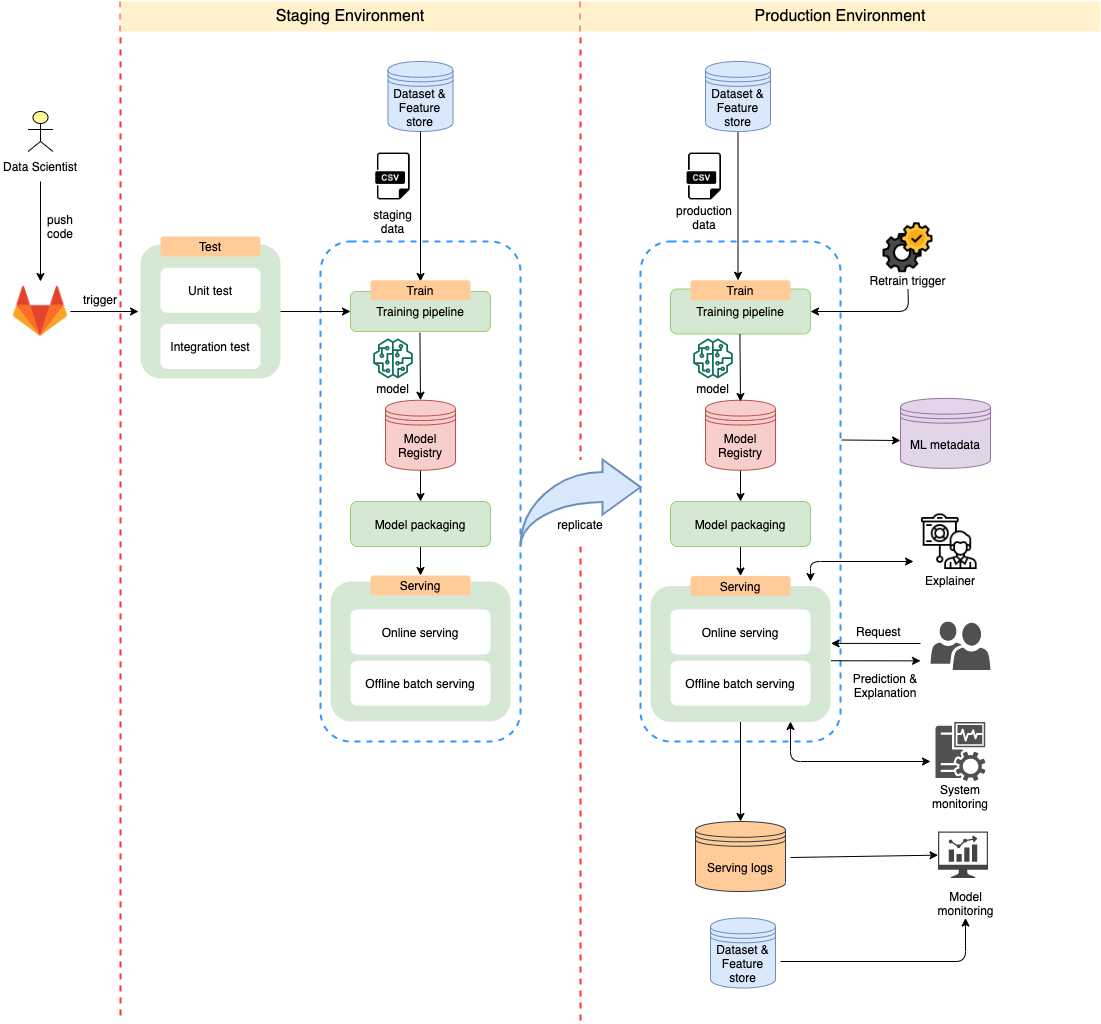 Staging Environment
Production Environment
Data Scientist
push
code
trigger
Test
Unit test
Integration test
Dataset &
Feature
store
CSV
staging
data
Train
Training pipeline
model
Model
Registry
Model packaging
Serving
Online serving
Offline batch serving
replicate
Dataset &
Feature
store
CSV
production
data
Retrain trigger
Train
Training pipeline
model
Model
Registry
ML metadata
Model packaging
Explainer
Serving
Online serving
Offline batch serving
Request
Prediction &
Explanation
System
monitoring
Serving logs
Model
monitoring
Dataset &
Feature
store